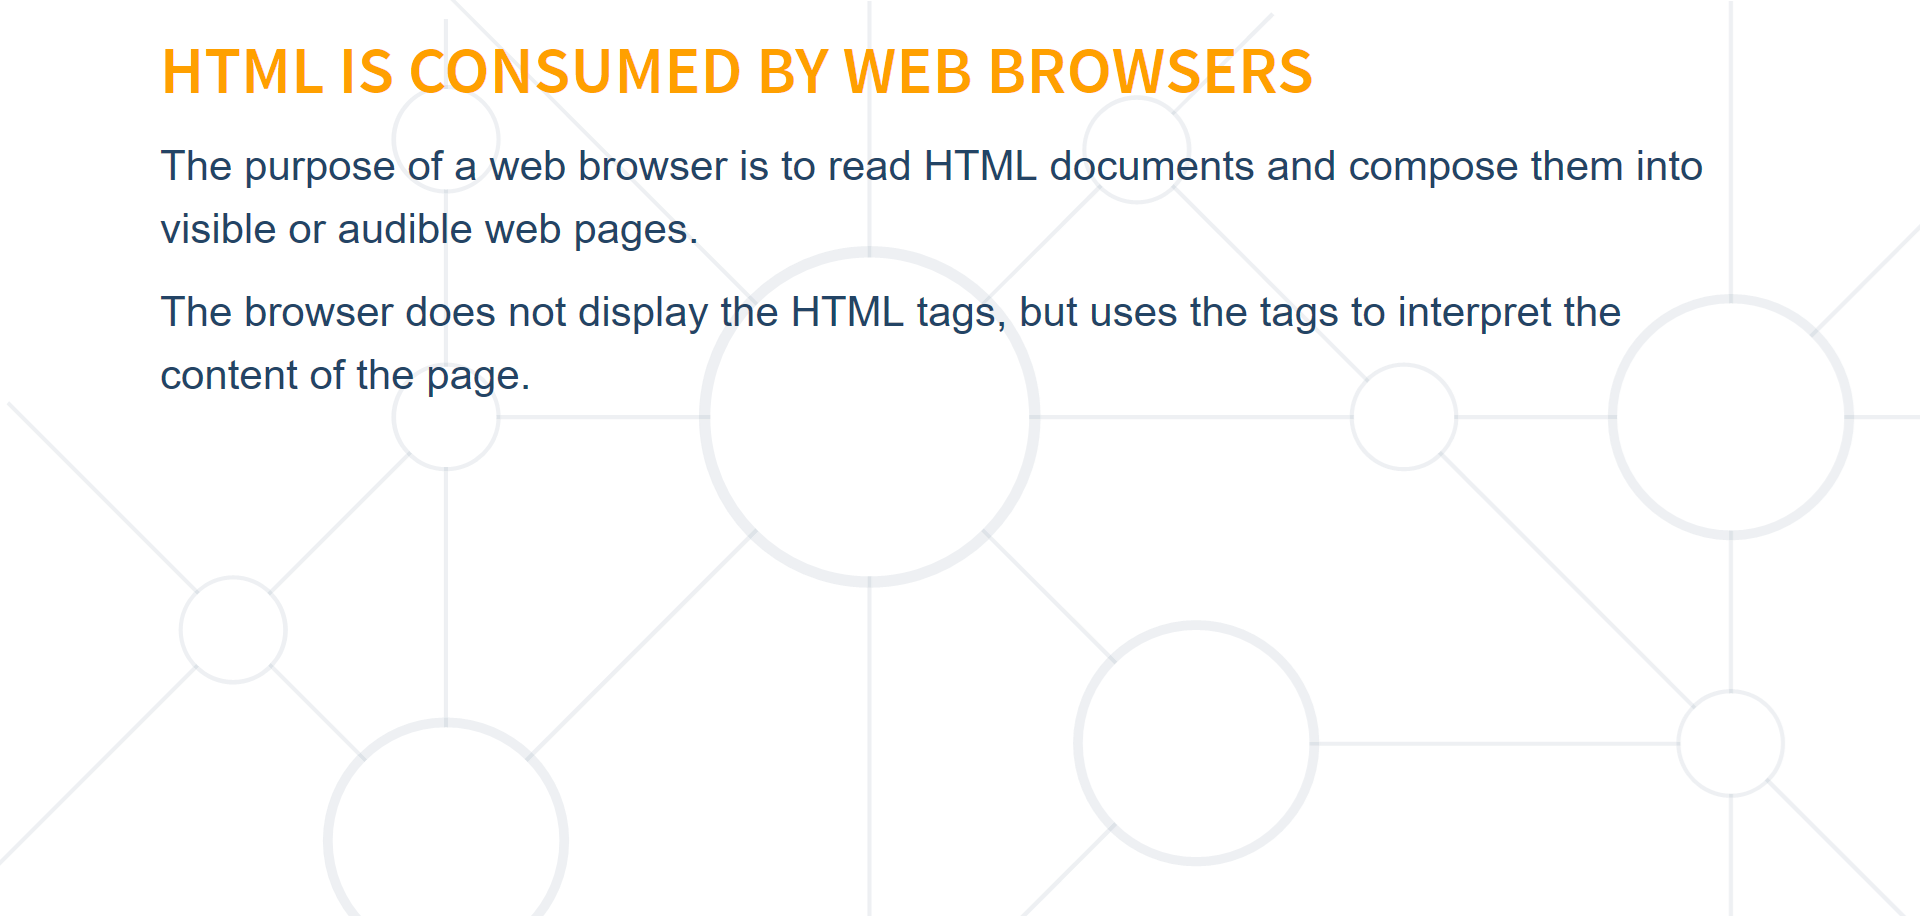 HTML IS CONSUMED BY WEB BROWSERS
The purpose of a web browser is to read HTML documents and compose them into
visible or audible web pages.
The browser does not display the HTML tags, but uses the tags to interpret the
content of the page.